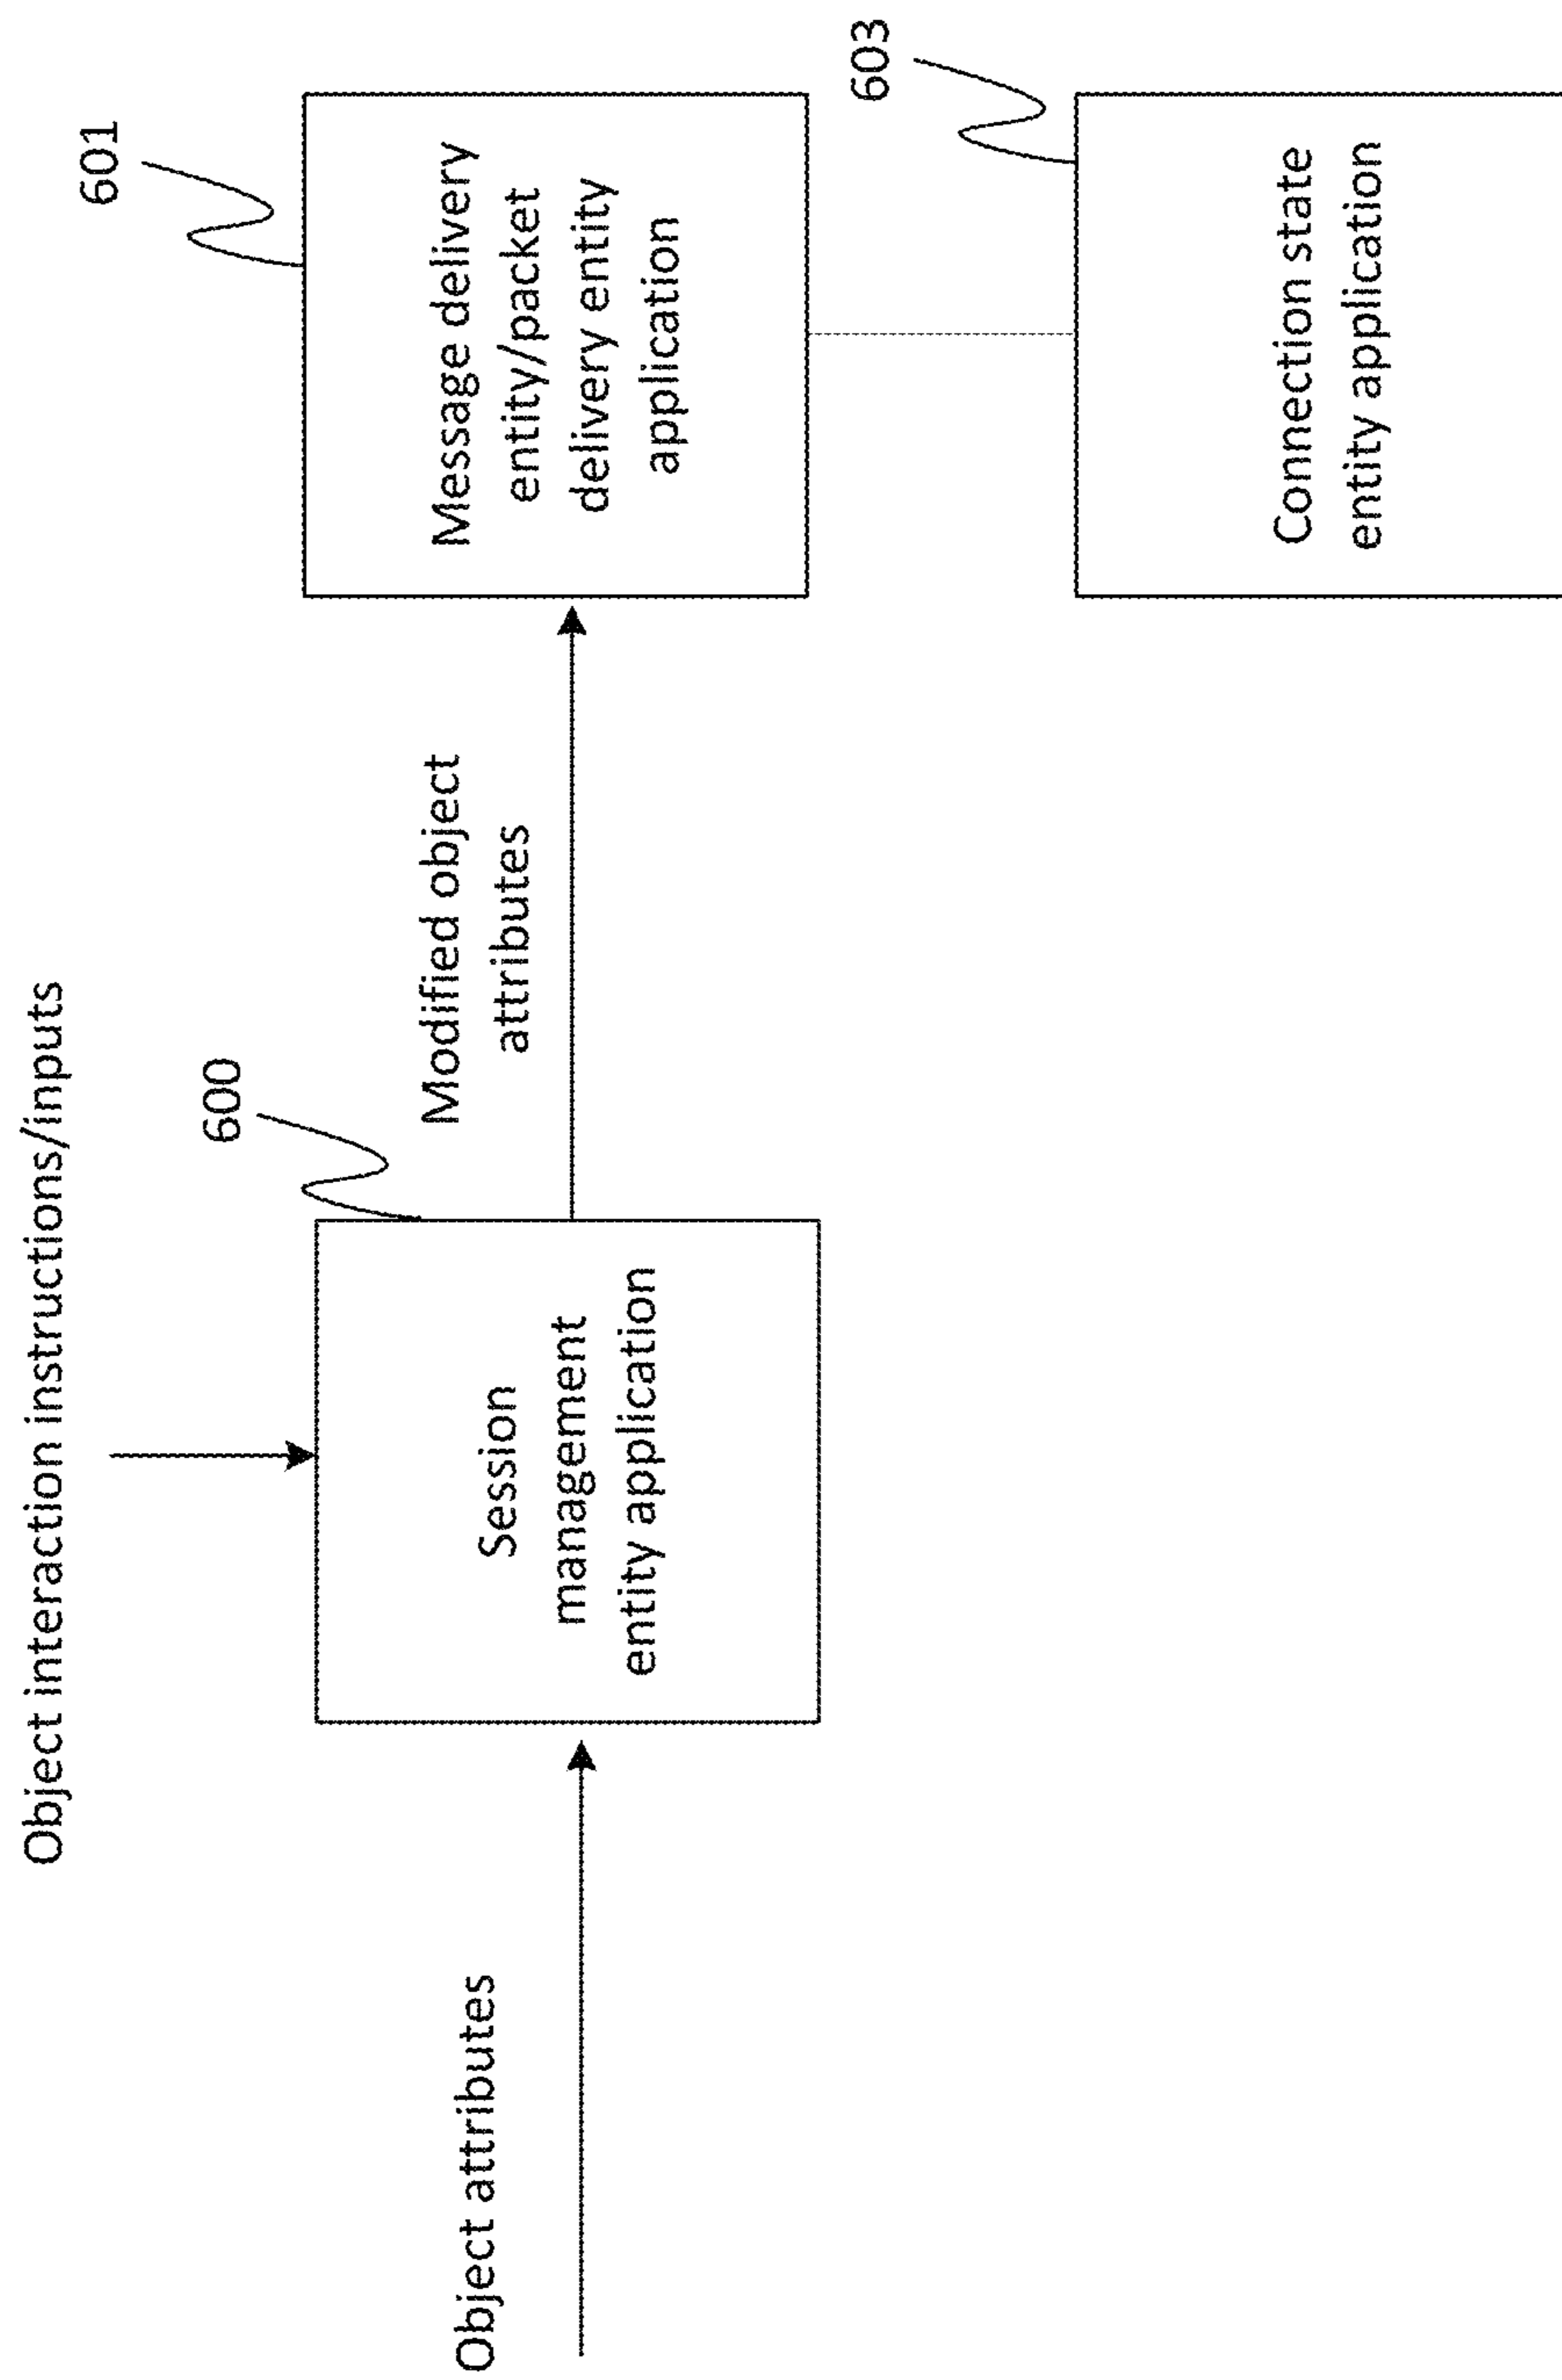 Object interaction instructions/inputs
Object attributes
600
Session
management
entity application
Modified object
attributes
601
Message delivery
entity/packet
delivery entity
application
603
Connection state
entity application